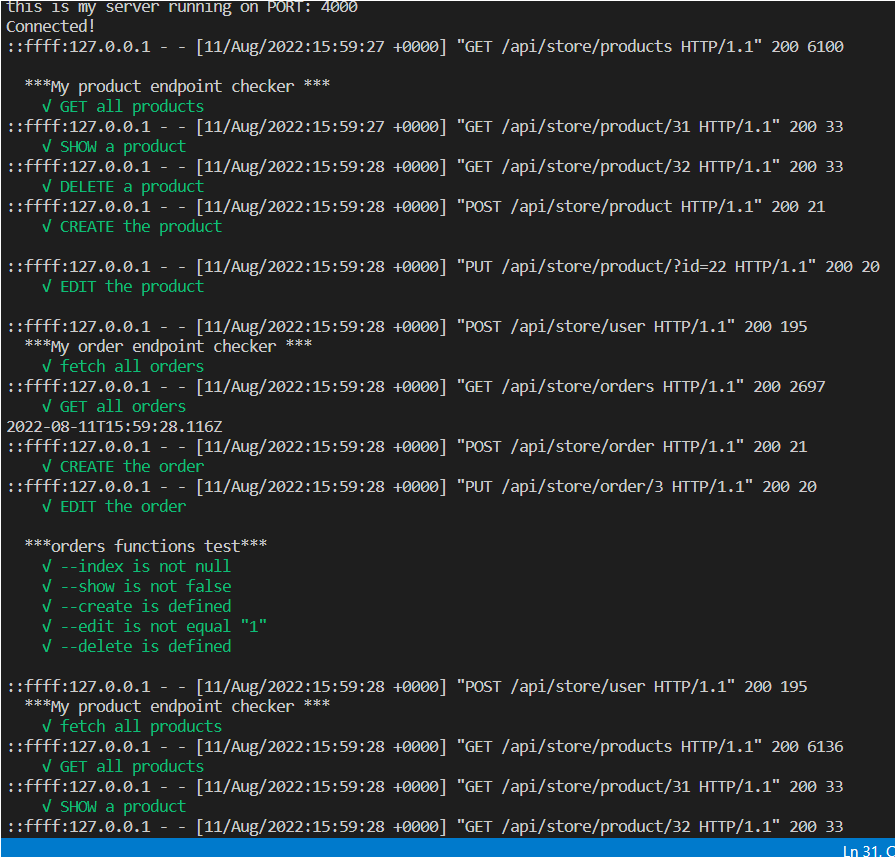 this is my server running on PORT: 4000
Connected!
::ffff:127.0.0.1 - - [11/Aug/2022:15:59:27 +0000] "GET /api/store/products HTTP/1.1" 200 6100
***My product endpoint checker ***
√ GET all products
::ffff:127.0.0.1 - - [11/Aug/2022:15:59:27 +0000] "GET /api/store/product/31 HTTP/1.1" 200 33
√ SHOW a product
::ffff:127.0.0.1 - - [11/Aug/2022:15:59:28 +0000] "GET /api/store/product/32 HTTP/1.1" 200 33
√ DELETE a product
::ffff:127.0.0.1 - - [11/Aug/2022:15:59:28 +0000] "POST /api/store/product HTTP/1.1" 200 21
√ CREATE the product
::ffff:127.0.0.1 - - [11/Aug/2022:15:59:28 +0000] "PUT /api/store/product/?id=22 HTTP/1.1" 200 20
√ EDIT the product
::ffff:127.0.0.1 - - [11/Aug/2022:15:59:28 +0000] "POST /api/store/user HTTP/1.1" 200 195
***My order endpoint checker ***
√ fetch all orders
::ffff:127.0.0.1 - - [11/Aug/2022:15:59:28 +0000] "GET /api/store/orders HTTP/1.1" 200 2697
√ GET all orders
2022-08-11T15:59:28.116Z
::ffff:127.0.0.1 - - [11/Aug/2022:15:59:28 +0000] "POST /api/store/order HTTP/1.1" 200 21
√ CREATE the order
::ffff:127.0.0.1 - - [11/Aug/2022:15:59:28 +0000] "PUT /api/store/order/3 HTTP/1.1" 200 20
√ EDIT the order
***orders functions test***
√ --index is not null
√ --show is not false
√ --create is defined
√ --edit is not equal "1"
√ --delete is defined
::ffff:127.0.0.1 - - [11/Aug/2022:15:59:28 +0000] "POST /api/store/user HTTP/1.1" 200 195
***My product endpoint checker ***
√ fetch all products
::ffff:127.0.0.1 - - [11/Aug/2022:15:59:28 +0000] "GET /api/store/products HTTP/1.1" 200 6136
√ GET all products
::ffff:127.0.0.1 - - [11/Aug/2022:15:59:28 +0000] "GET /api/store/product/31 HTTP/1.1" 200 33
√ SHOW a product
::ffff:127.0.0.1 - - [11/Aug/2022:15:59:28 +0000] "GET /api/store/product/32 HTTP/1.1" 200 33
Ln 31, C